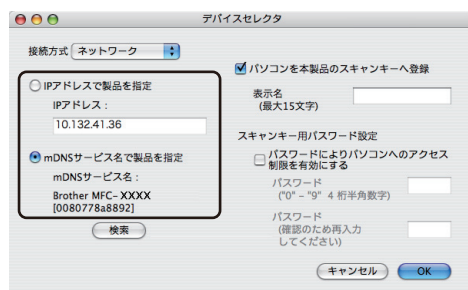 デバイスセレクタ
接続方式 ネットワーク
IPアドレスで製品を指定
IPアドレス：
10.132.41.36
mDNSサービス名で製品を指定
mDNSサービス名：
Brother MFC-XXXX
[0080778a8892]
検索
パソコンを本製品のスキャンキーへ登録
表示名
(最大15文字)
スキャンキー用パスワード設定
パスワードによりパソコンへのアクセス
制限を有効にする
パスワード
("0" – "9" 4 桁半角数字)
パスワード
(確認のため再入力
してください)
キャンセル OK